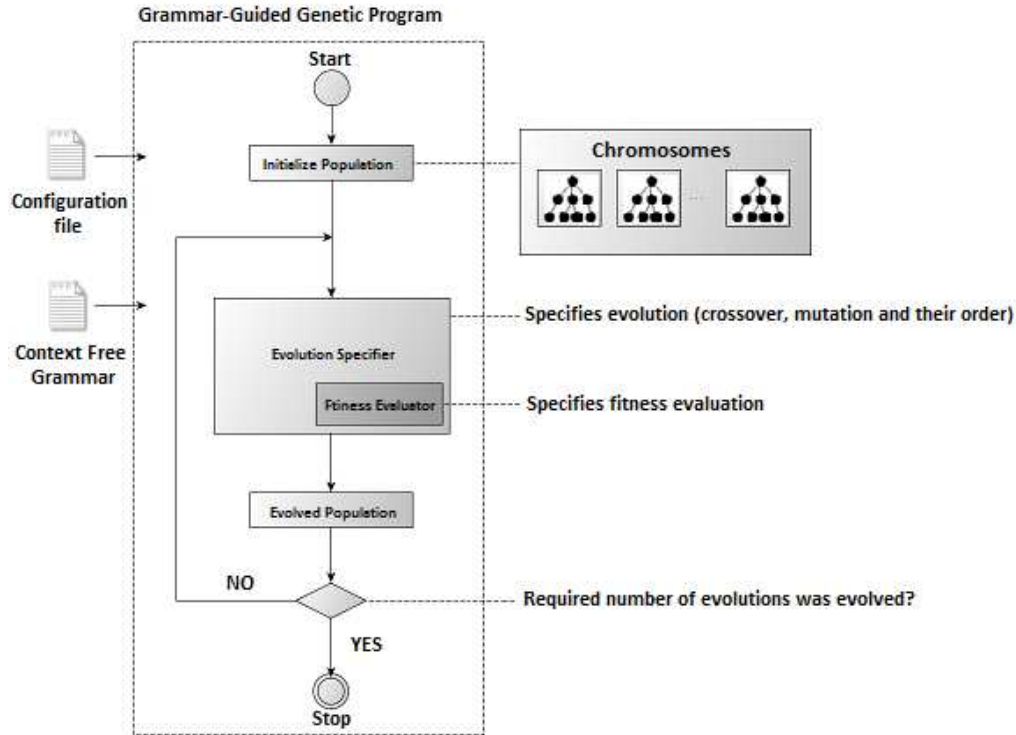 Grammar-Guided Genetic Program
Start
Initialize Population
Chromosomes
...
Configuration
file
Context Free
Grammar
Evolution Specifier
Ftiness Evaluator
Specifies evolution (crossover, mutation and their order)
Specifies fitness evaluation
Evolved Population
NO
Required number of evolutions was evolved?
YES
Stop